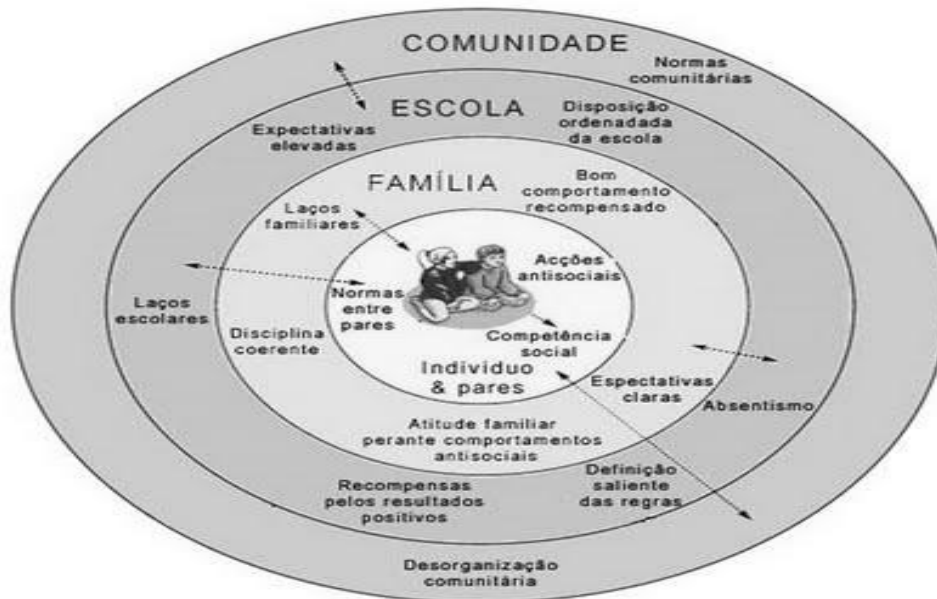 COMUNIDADE
Normas
comunitárias
ESCOLA
Disposição
ordenadada
da escola
Expectativas
elevadas
FAMÍLIA
Bom
comportamento
recompensado
Laços
familiares
Acções
antisociais
Normas
entre
pares
Laços
escolares
Disciplina
coerente
Competência
social
Indivíduo
& pares
Espectativas
claras
Absentismo
Atitude familiar
perante comportamentos
antisociais
Recompensas
pelos resultados
positivos
Definição
saliente
das regras
Desorganização
comunitária